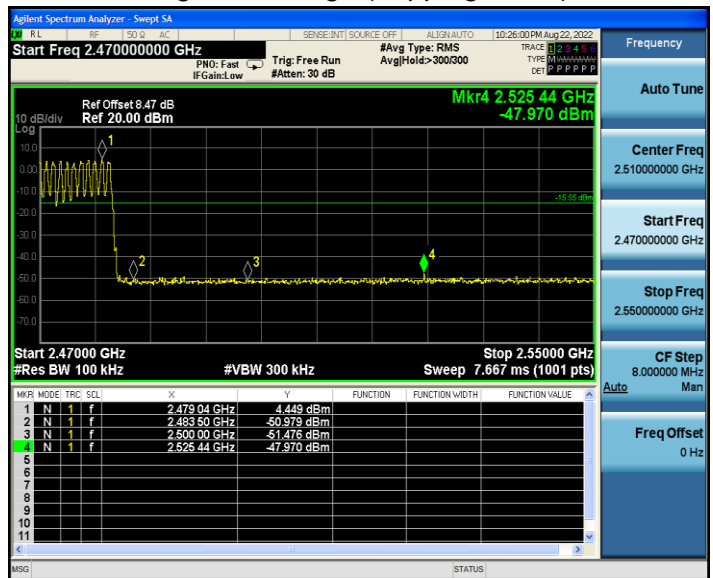 Agilent Spectrum Analyzer - Swept SA
RL RF 50 Ω AC SENSE:INT SOURCE OFF ALIGN AUTO 10:26:00 PM Aug 22, 2022
Start Freq 2.470000000 GHz
PNO: Fast
IFGain:Low
Trig: Free Run
#Atten: 30 dB
#Avg Type: RMS
Avg|Hold:>300/300
TRACE 1 2 3 4 5 6
TYPE M
DET P P P P P P
Ref Offset 8.47 dB
Ref 20.00 dBm
10 dB/div
Log
Mkr4 2.525 44 GHz
-47.970 dBm
10.0
0.00
-10.0
-20.0
-30.0
-40.0
-50.0
-60.0
-70.0
1
2
3
4
-15.55 dBm
Start 2.47000 GHz Stop 2.55000 GHz
#Res BW 100 kHz #VBW 300 kHz Sweep 7.667 ms (1001 pts)
MKR MODE TRC SCL X Y FUNCTION FUNCTION WIDTH FUNCTION VALUE
1 N 1 f 2.479 04 GHz 4.449 dBm
2 N 1 f 2.483 50 GHz -50.979 dBm
3 N 1 f 2.500 00 GHz -51.476 dBm
4 N 1 f 2.525 44 GHz -47.970 dBm
5
6
7
8
9
10
11
MSG STATUS
Frequency
Auto Tune
Center Freq
2.510000000 GHz
Start Freq
2.470000000 GHz
Stop Freq
2.550000000 GHz
CF Step
8.000000 MHz
Auto Man
Freq Offset
0 Hz